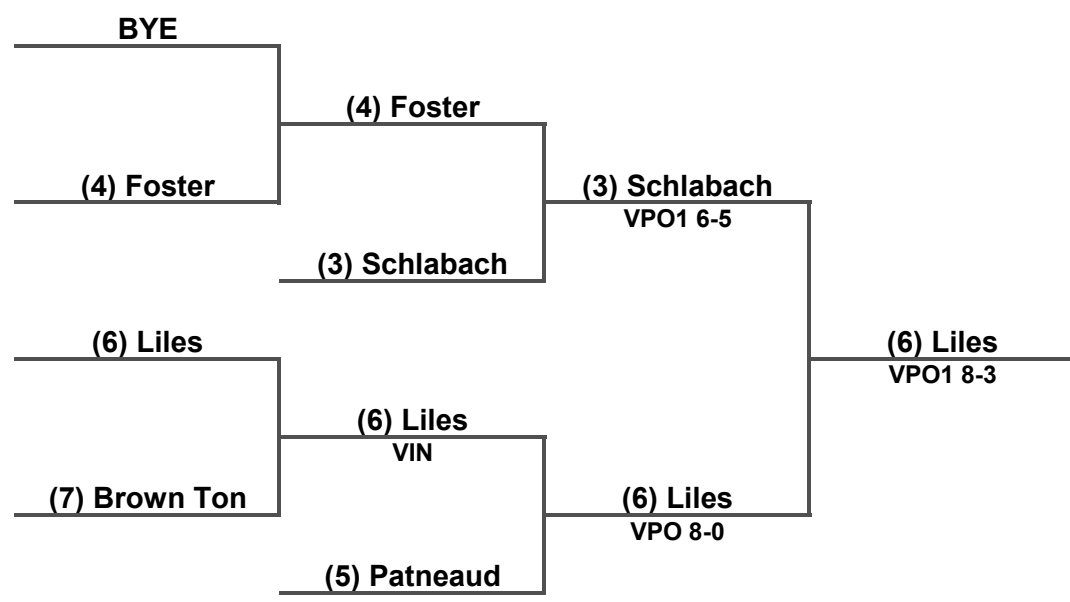 BYE
(4) Foster
(4) Foster
(3) Schlabach
VPO1 6-5
(3) Schlabach
(6) Liles
(6) Liles
VPO1 8-3
(6) Liles
VIN
(7) Brown Ton
(6) Liles
VPO 8-0
(5) Patneaud